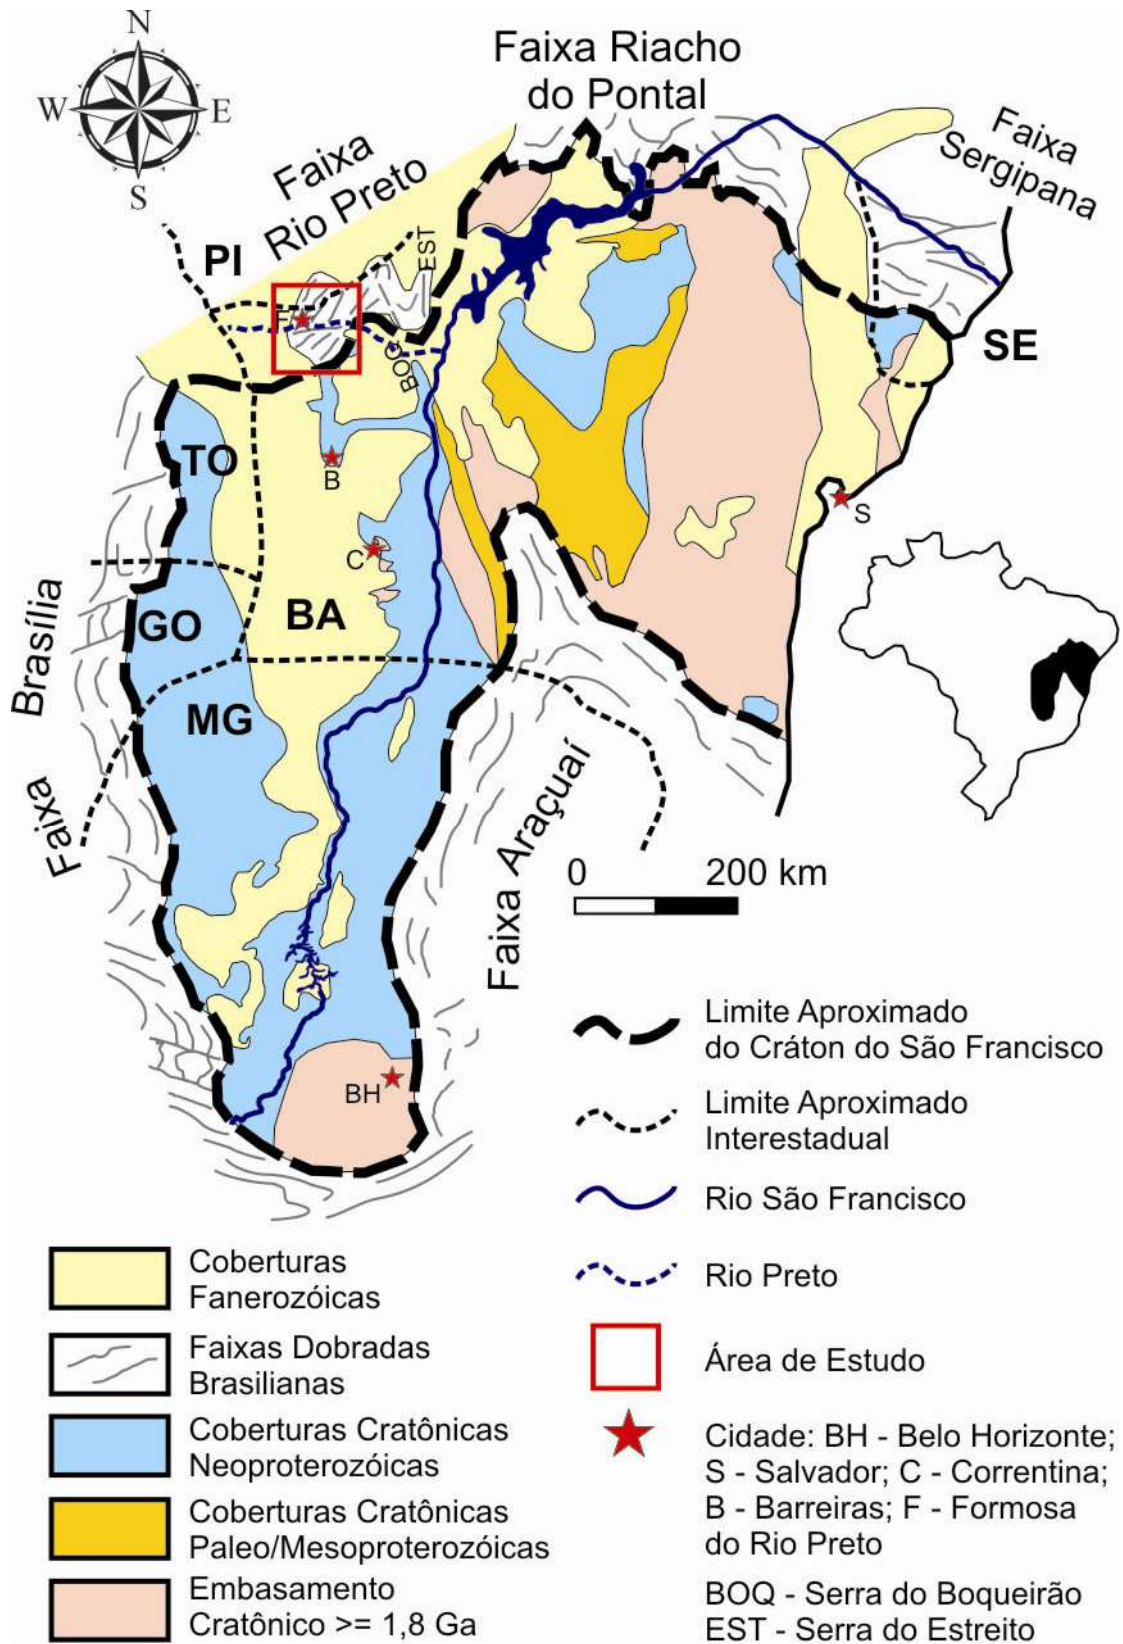 N
W
E
S
Faixa Riacho
do Pontal
Faixa
Sergipana
Faixa
Rio Preto
PI
EST
F
BOQ
SE
TO
B
S
C
Brasília
GO
BA
MG
Faixa
Faixa Araçuaí
0 200 km
BH
Limite Aproximado
do Cráton do São Francisco
Limite Aproximado
Interestadual
Rio São Francisco
Rio Preto
Área de Estudo
Cidade: BH - Belo Horizonte;
S - Salvador; C - Correntina;
B - Barreiras; F - Formosa
do Rio Preto
BOQ - Serra do Boqueirão
EST - Serra do Estreito
Coberturas
Fanerozóicas
Faixas Dobradas
Brasilianas
Coberturas Cratônicas
Neoproterozóicas
Coberturas Cratônicas
Paleo/Mesoproterozóicas
Embasamento
Cratônico >= 1,8 Ga